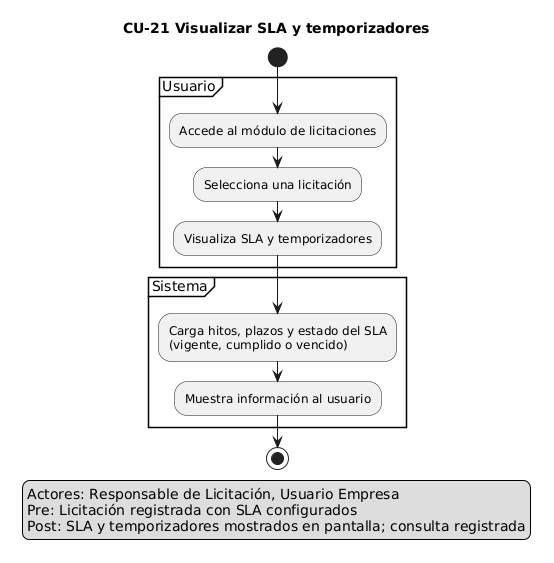 CU-21 Visualizar SLA y temporizadores
Usuario
Accede al módulo de licitaciones
Selecciona una licitación
Visualiza SLA y temporizadores
Sistema
Carga hitos, plazos y estado del SLA
(vigente, cumplido o vencido)
Muestra información al usuario
Actores: Responsable de Licitación, Usuario Empresa
Pre: Licitación registrada con SLA configurados
Post: SLA y temporizadores mostrados en pantalla; consulta registrada